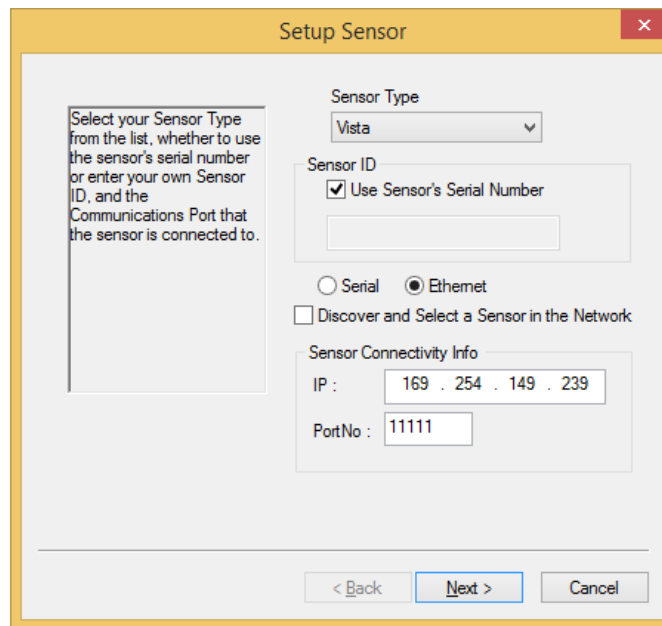 Setup Sensor
Select your Sensor Type
from the list, whether to use
the sensor's serial number
or enter your own Sensor
ID, and the
Communications Port that
the sensor is connected to.
Sensor Type
Vista
Sensor ID
Use Sensor's Serial Number
Serial Ethernet
Discover and Select a Sensor in the Network
Sensor Connectivity Info
IP : 169 . 254 . 149 . 239
PortNo : 11111
< Back Next > Cancel